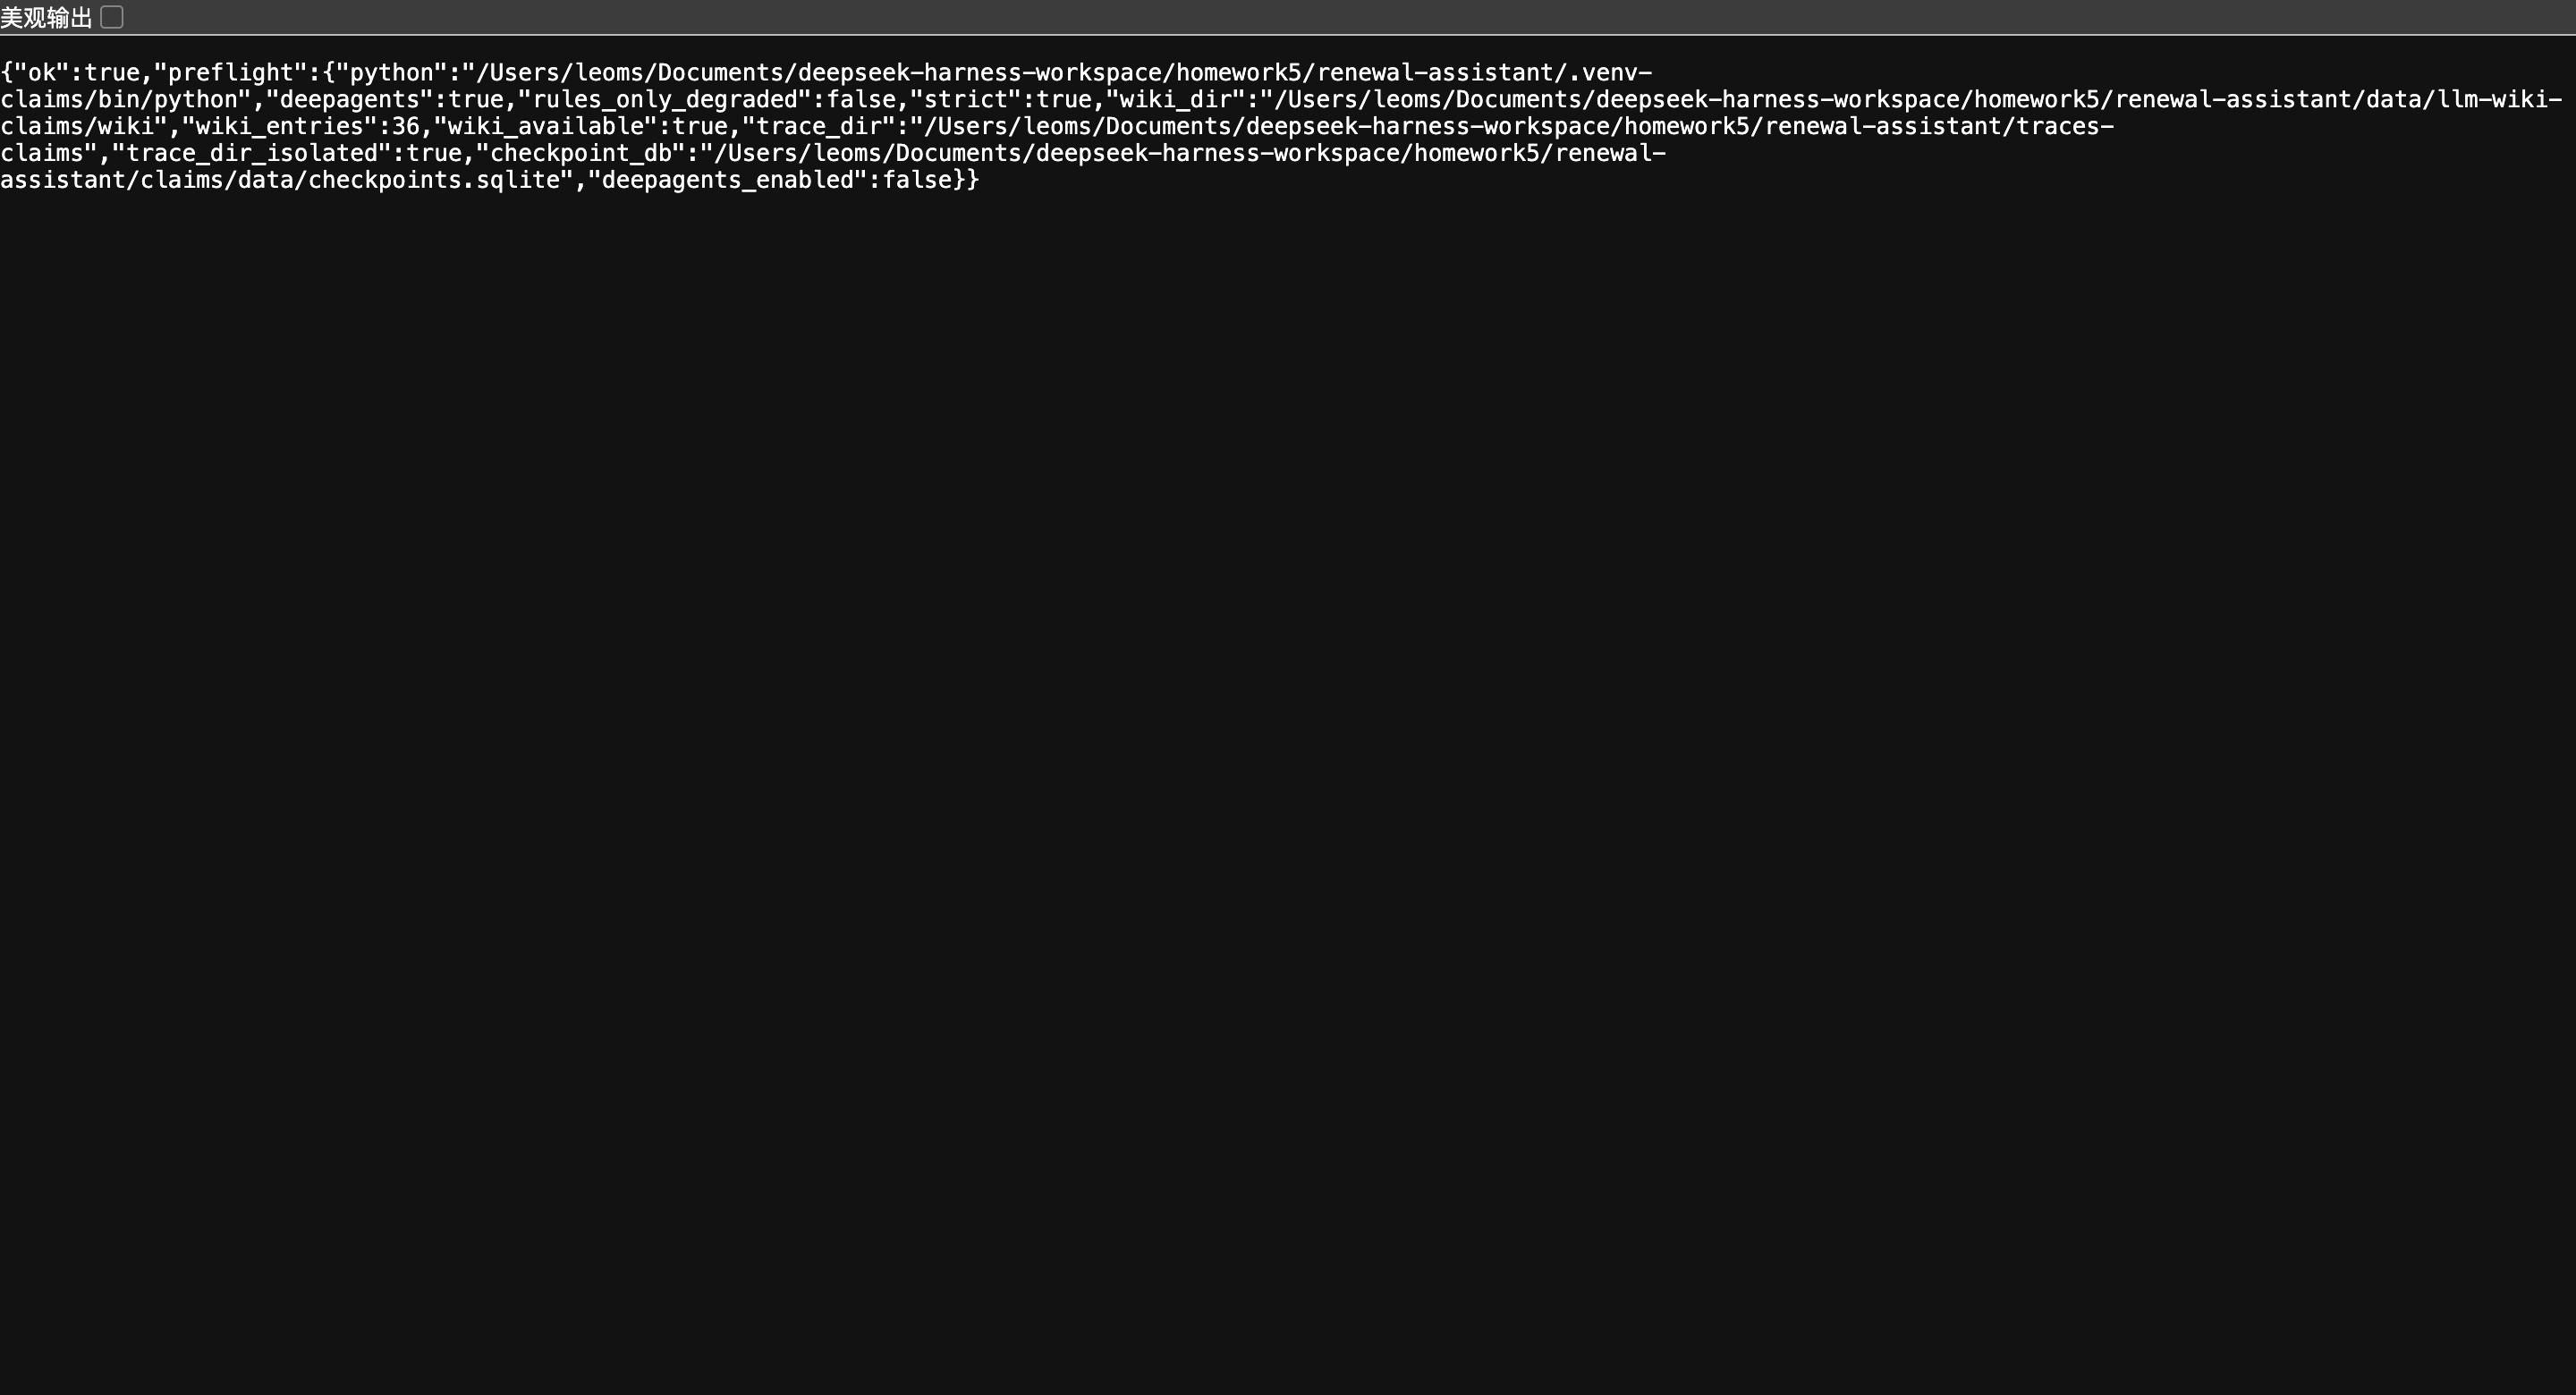 美观输出
{"ok":true,"preflight":{"python":"/Users/leoms/Documents/deepseek-harness-workspace/homework5/renewal-assistant/.venv-
claims/bin/python","deepagents":true,"rules_only_degraded":false,"strict":true,"wiki_dir":"/Users/leoms/Documents/deepseek-harness-workspace/homework5/renewal-assistant/data/llm-wiki-
claims/wiki","wiki_entries":36,"wiki_available":true,"trace_dir":"/Users/leoms/Documents/deepseek-harness-workspace/homework5/renewal-assistant/traces-
claims","trace_dir_isolated":true,"checkpoint_db":"/Users/leoms/Documents/deepseek-harness-workspace/homework5/renewal-
assistant/claims/data/checkpoints.sqlite","deepagents_enabled":false}}